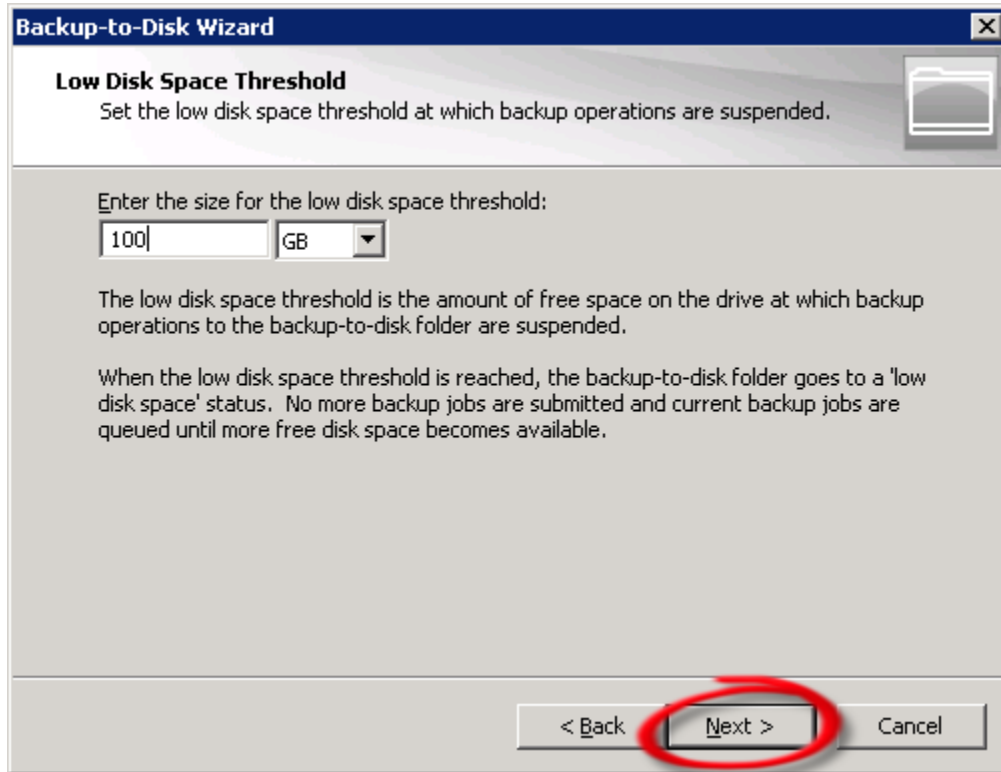 Backup-to-Disk Wizard
Low Disk Space Threshold
Set the low disk space threshold at which backup operations are suspended.
Enter the size for the low disk space threshold:
100 GB
The low disk space threshold is the amount of free space on the drive at which backup
operations to the backup-to-disk folder are suspended.
When the low disk space threshold is reached, the backup-to-disk folder goes to a 'low
disk space' status.  No more backup jobs are submitted and current backup jobs are
queued until more free disk space becomes available.
< Back Next > Cancel